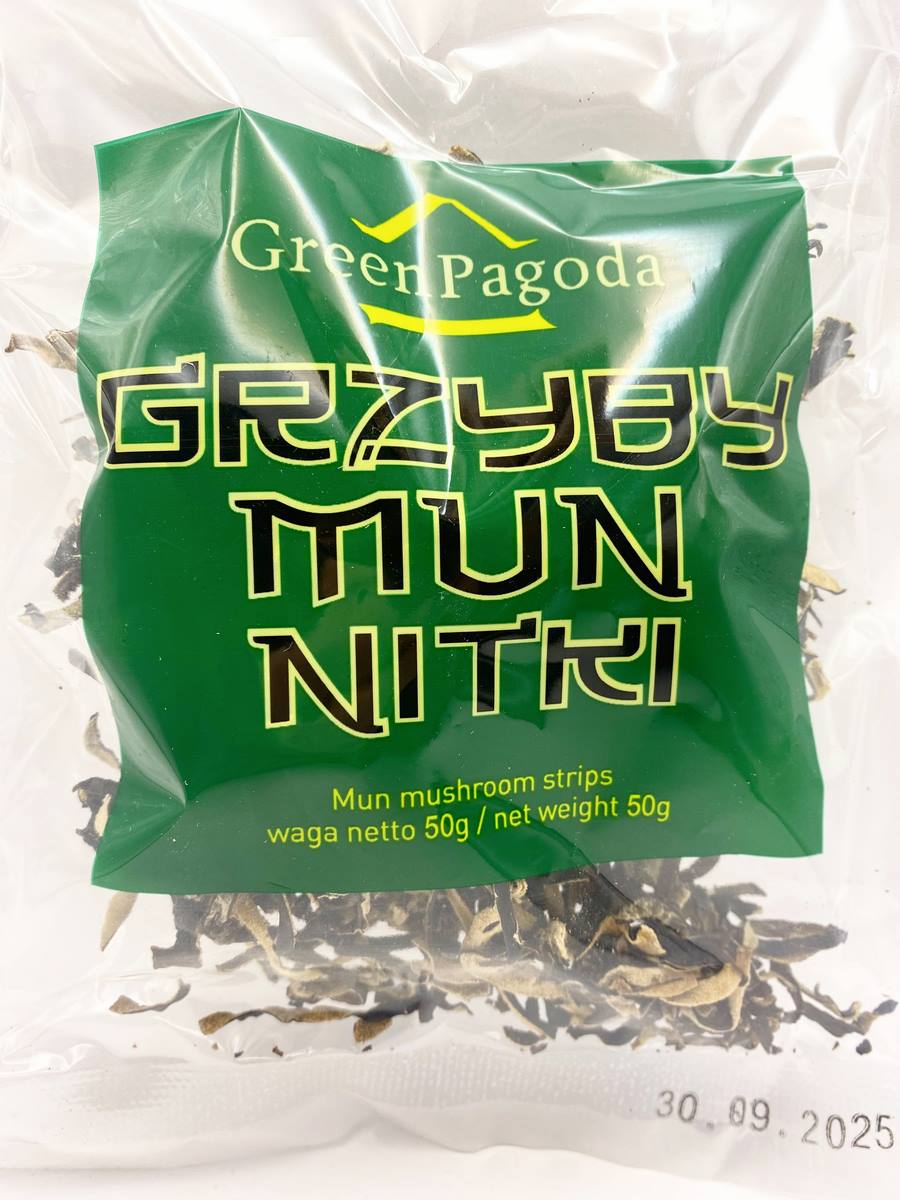 GreenPagoda
GRZYBY
MUN
NITKI
Mun mushroom strips
waga netto 50g / net weight 50g
30.09.2025